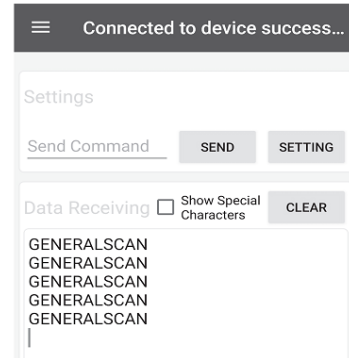 Connected to device success...
Settings
Send Command
SEND
SETTING
Data Receiving
Show Special
Characters
CLEAR
GENERALSCAN
GENERALSCAN
GENERALSCAN
GENERALSCAN
GENERALSCAN